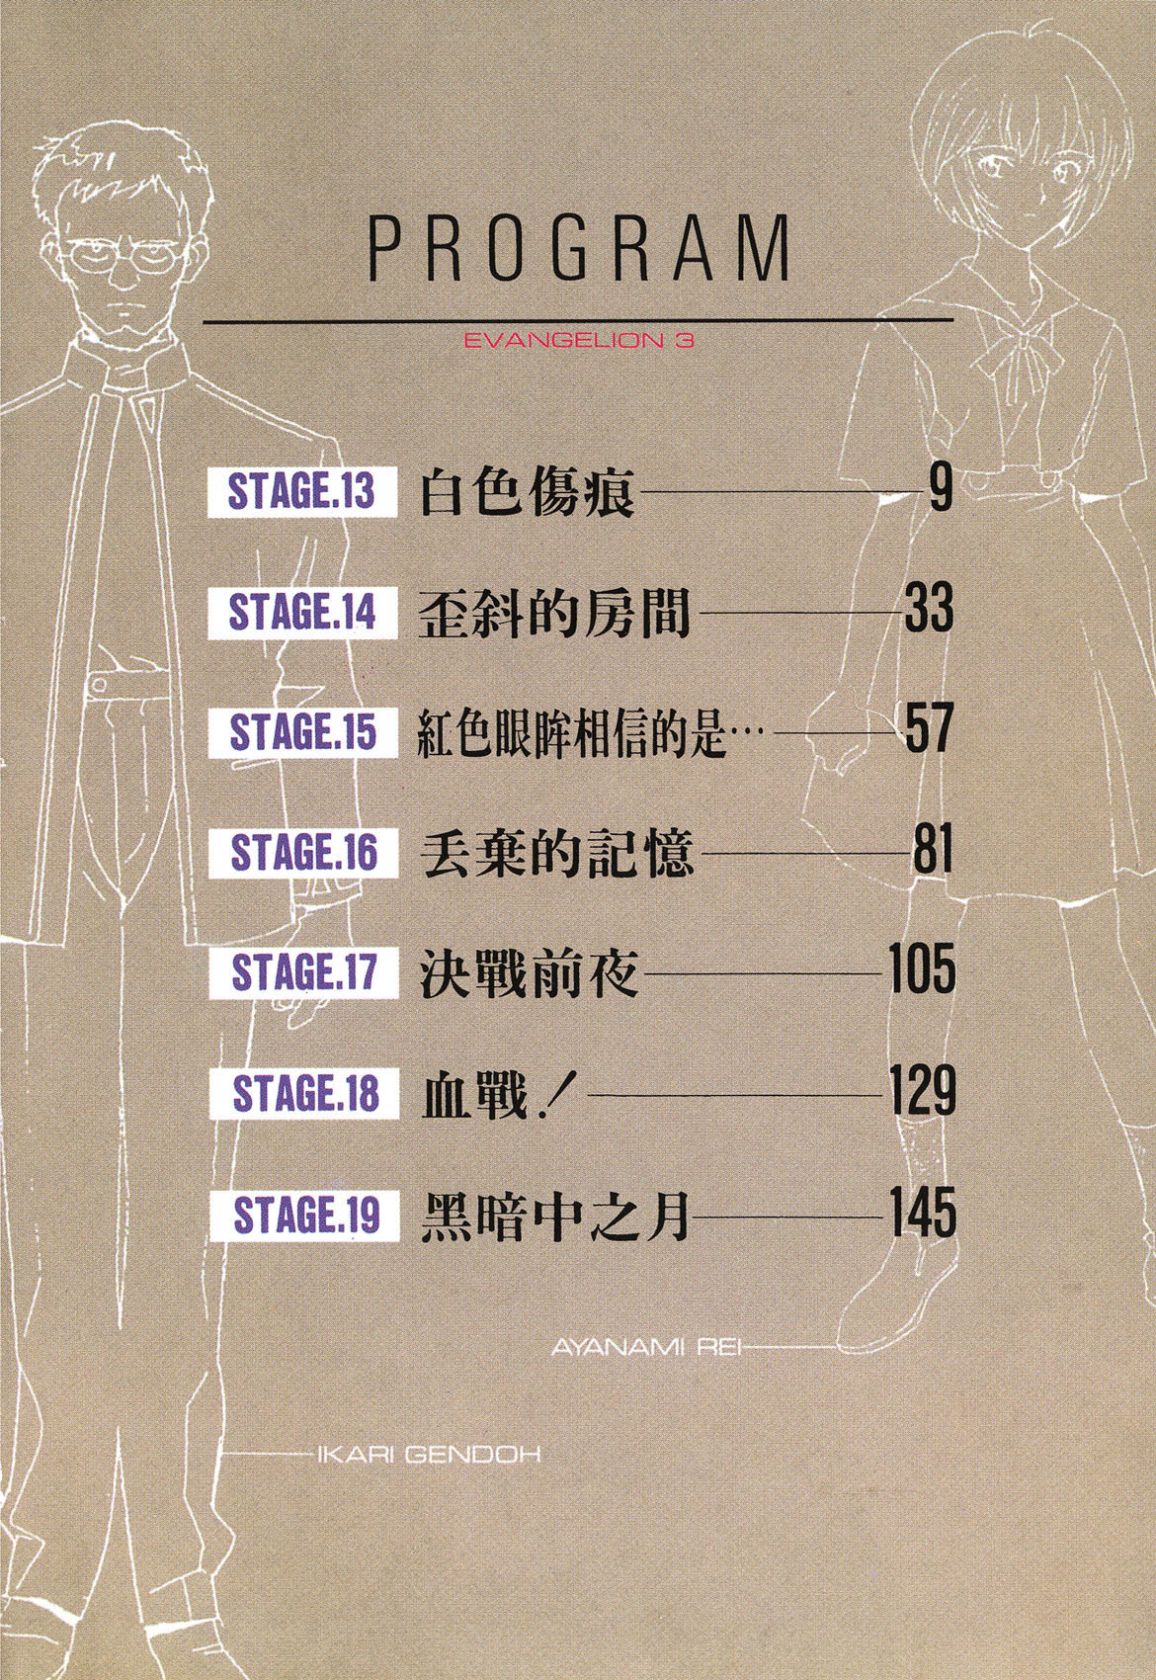 PROGRAM
EVANGELION 3
STAGE.13 白色傷痕 9
STAGE.14 歪斜的房間 33
STAGE.15 紅色眼眸相信的是… 57
STAGE.16 丟棄的記憶 81
STAGE.17 決戰前夜 105
STAGE.18 血戰！ 129
STAGE.19 黑暗中之月 145
AYANAMI REI
IKARI GENDOH